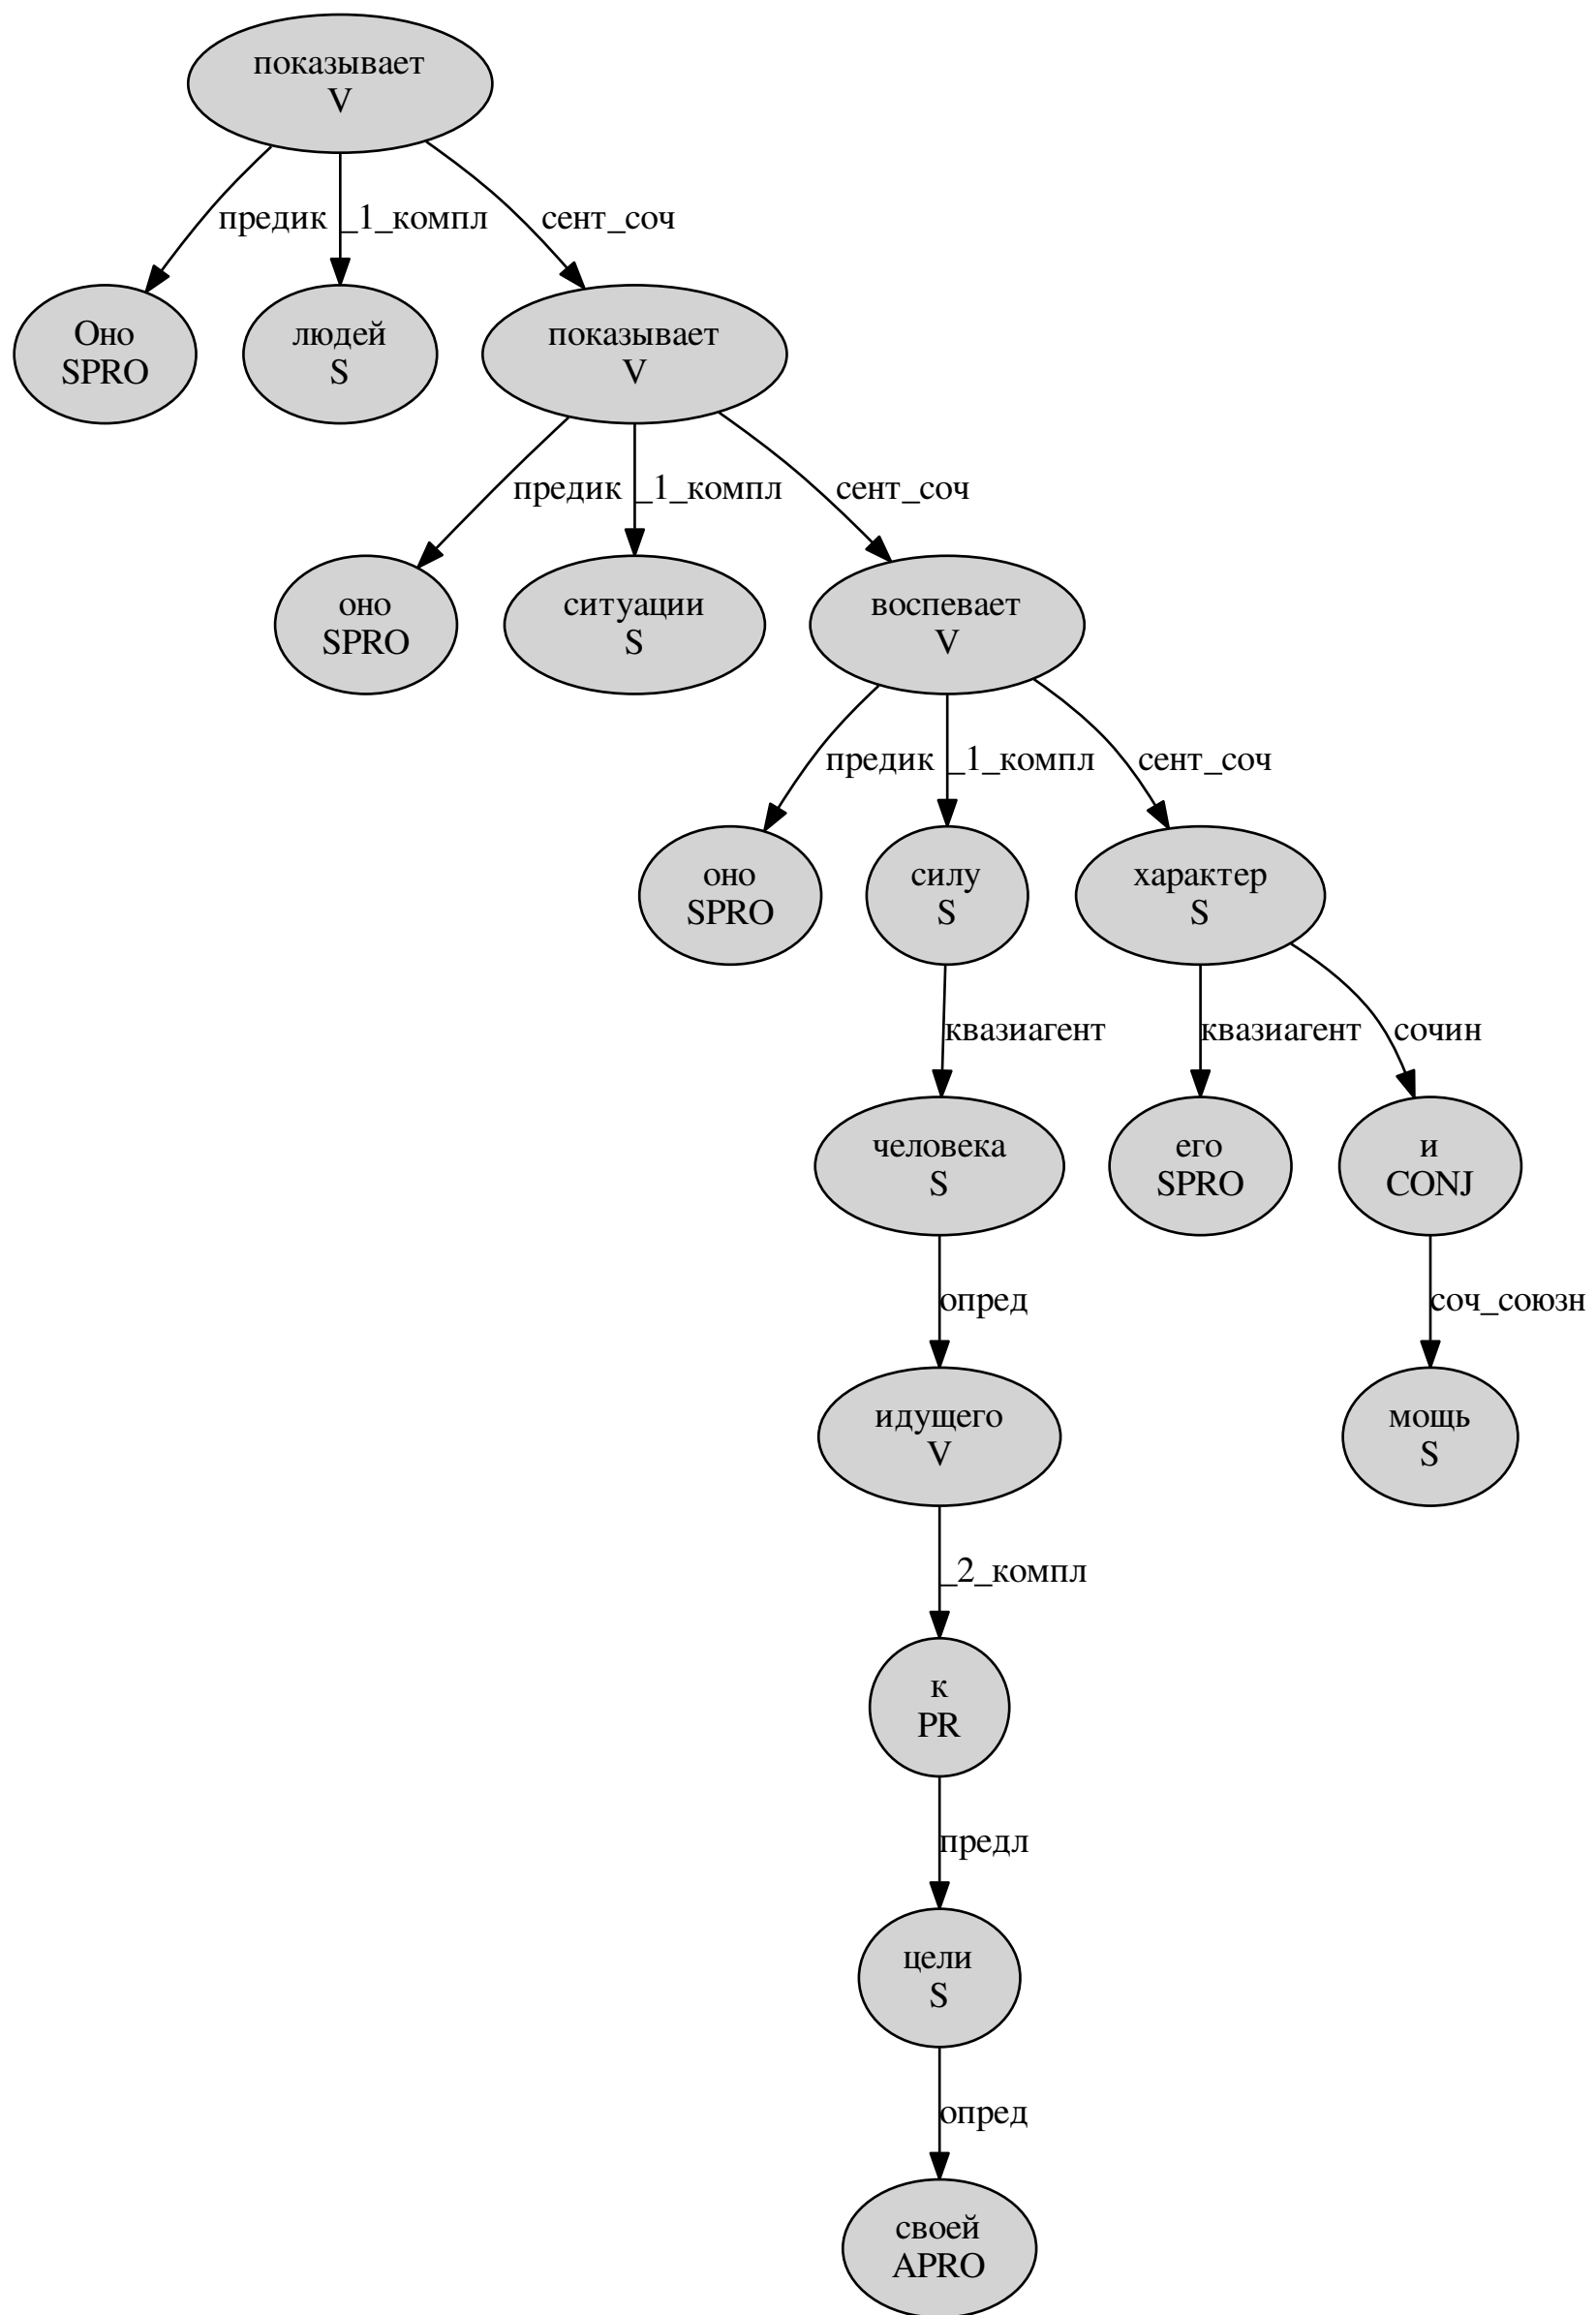 показывает
V
предик
_1_компл
сент_соч
Оно
SPRO
людей
S
показывает
V
предик
_1_компл
сент_соч
оно
SPRO
ситуации
S
воспевает
V
предик
_1_компл
сент_соч
оно
SPRO
силу
S
характер
S
квазиагент
квазиагент
сочин
человека
S
его
SPRO
и
CONJ
опред
соч_союзн
идущего
V
мощь
S
_2_компл
к
PR
предл
цели
S
опред
своей
APRO